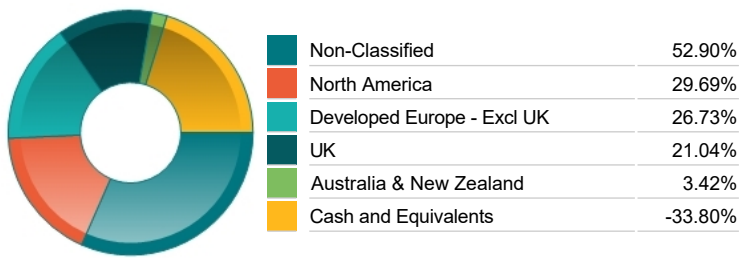 Non-Classified 52.90%
North America 29.69%
Developed Europe - Excl UK 26.73%
UK 21.04%
Australia & New Zealand 3.42%
Cash and Equivalents -33.80%